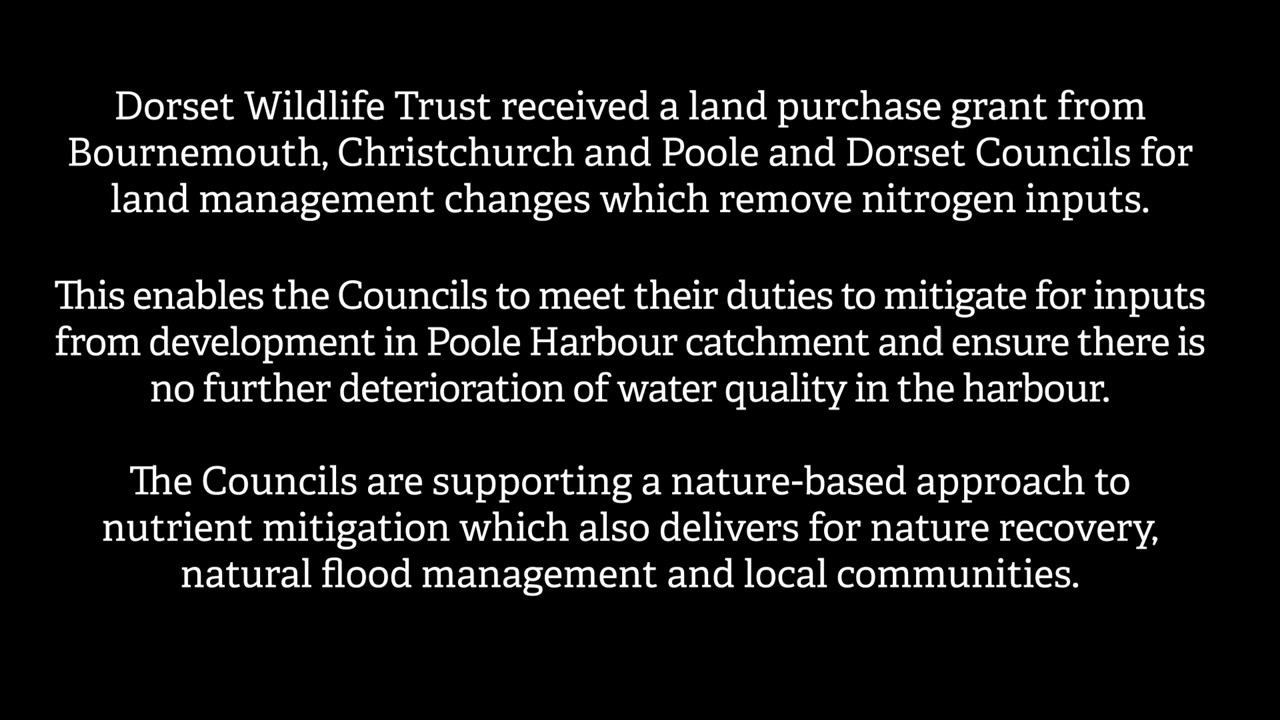 Dorset Wildlife Trust received a land purchase grant from
Bournemouth, Christchurch and Poole and Dorset Councils for
land management changes which remove nitrogen inputs.
This enables the Councils to meet their duties to mitigate for inputs
from development in Poole Harbour catchment and ensure there is
no further deterioration of water quality in the harbour.
The Councils are supporting a nature-based approach to
nutrient mitigation which also delivers for nature recovery,
natural flood management and local communities.